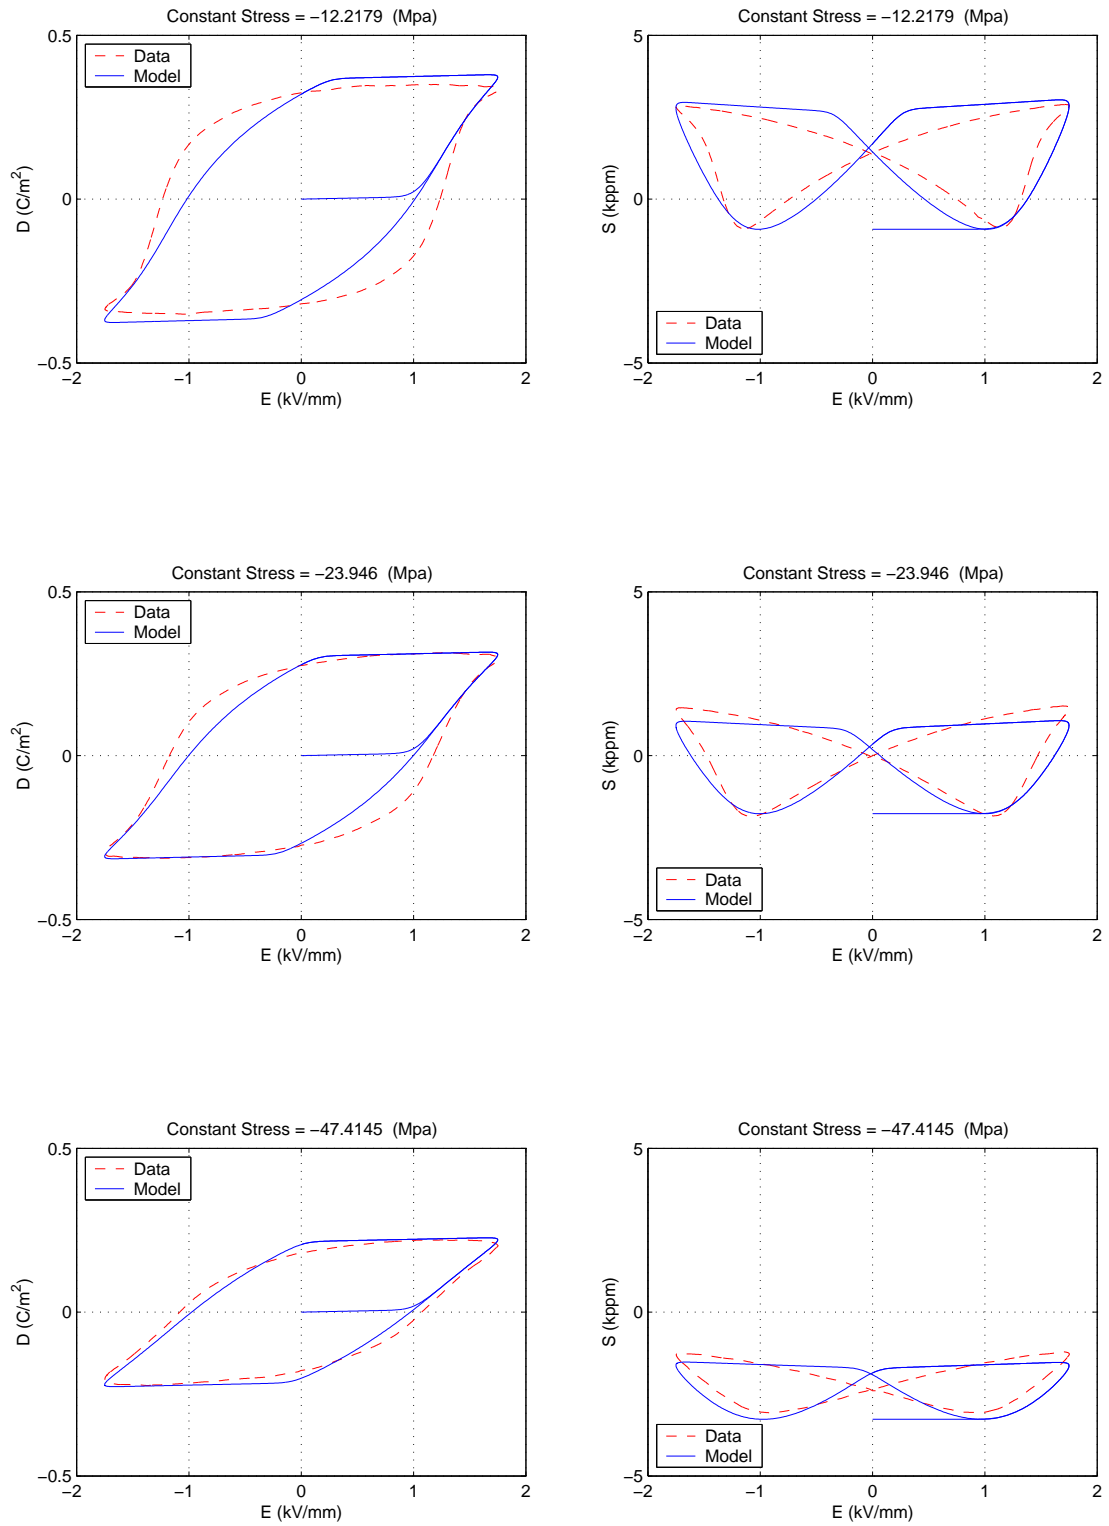 Constant Stress = −12.2179 (Mpa)
0.5
Data
Model
D (C/m²)
0
−0.5
−2
−1
0
1
2
E (kV/mm)
Constant Stress = −12.2179 (Mpa)
5
S (kppm)
0
Data
Model
−5
−2
−1
0
1
2
E (kV/mm)
Constant Stress = −23.946 (Mpa)
0.5
Data
Model
D (C/m²)
0
−0.5
−2
−1
0
1
2
E (kV/mm)
Constant Stress = −23.946 (Mpa)
5
S (kppm)
0
Data
Model
−5
−2
−1
0
1
2
E (kV/mm)
Constant Stress = −47.4145 (Mpa)
0.5
Data
Model
D (C/m²)
0
−0.5
−2
−1
0
1
2
E (kV/mm)
Constant Stress = −47.4145 (Mpa)
5
S (kppm)
0
Data
Model
−5
−2
−1
0
1
2
E (kV/mm)